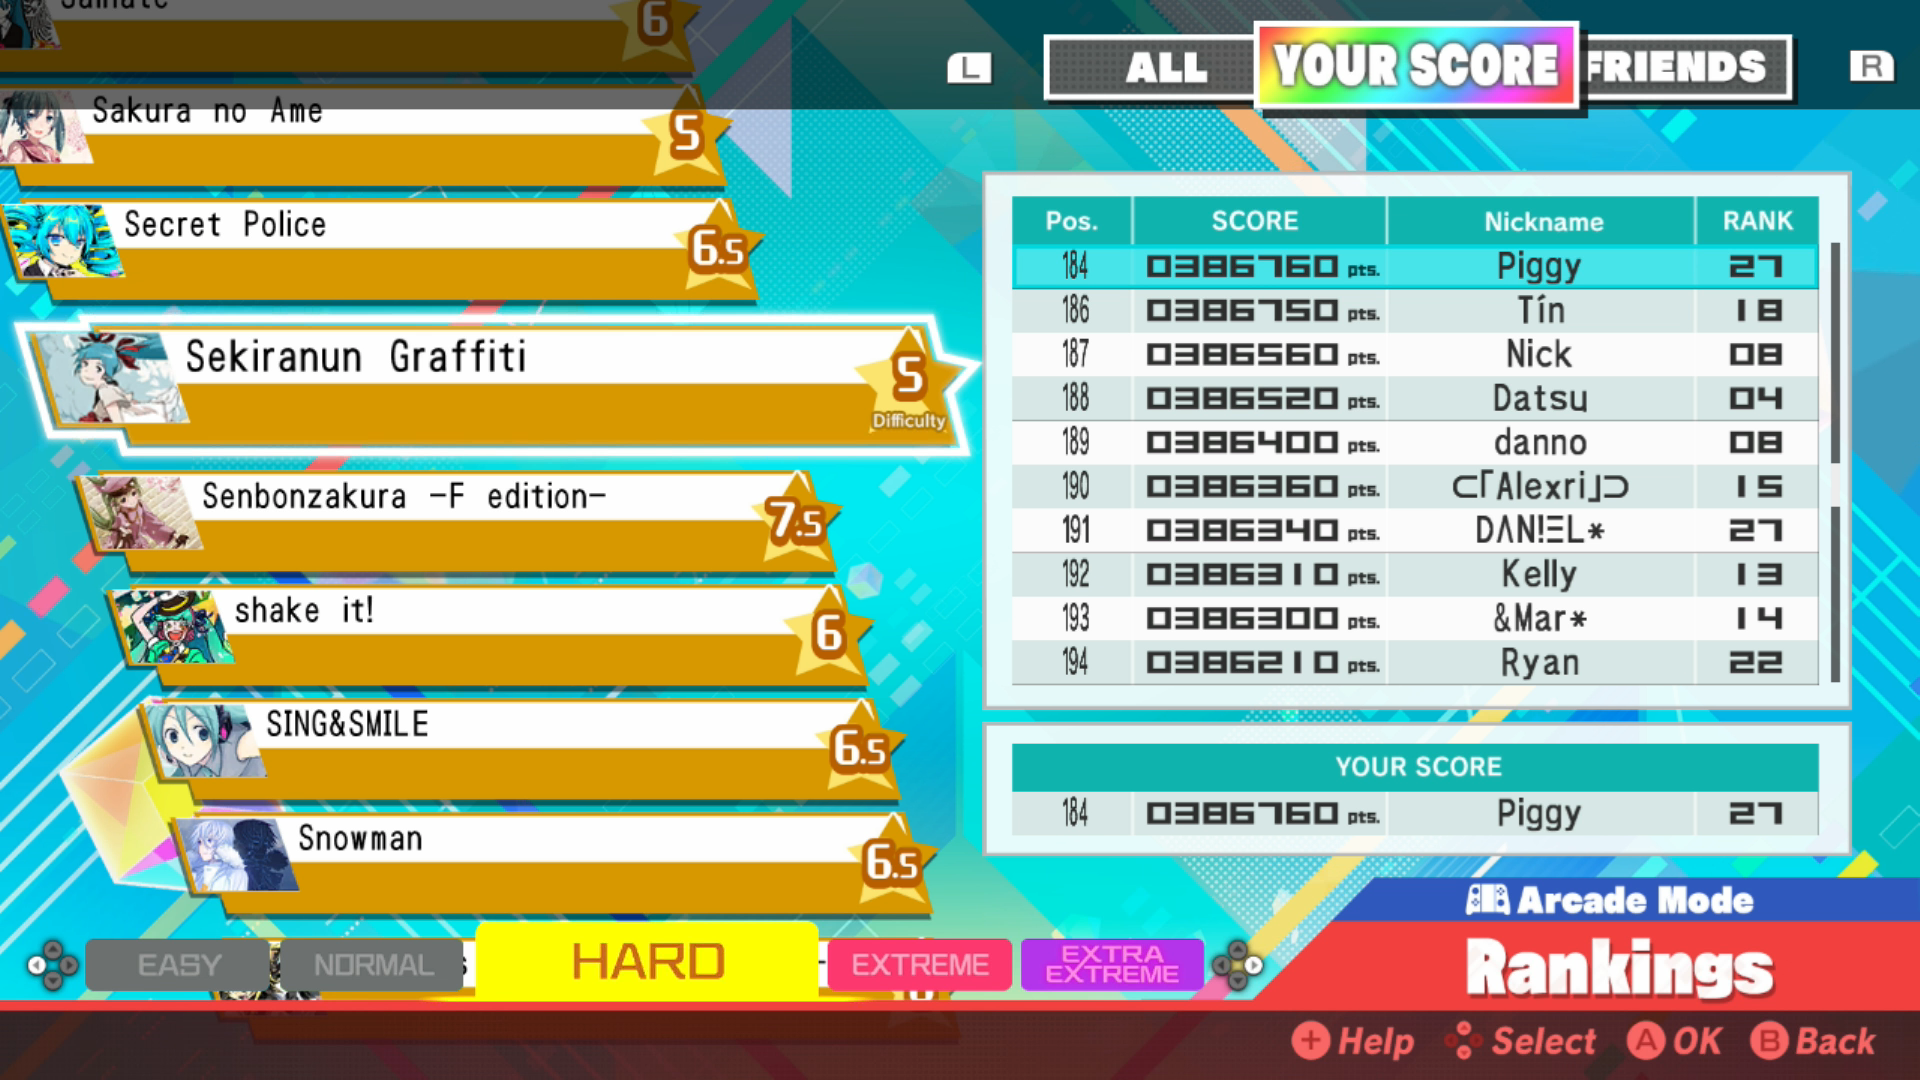 6
L
ALL
YOUR SCORE
FRIENDS
R
Sakura no Ame
5
Secret Police
6.5
Sekiranun Graffiti
5
Difficulty
Senbonzakura -F edition-
7.5
shake it!
6
SING&SMILE
6.5
Snowman
6.5
Pos. SCORE Nickname RANK
184 0386760 pts. Piggy 27
186 0386750 pts. Tín 18
187 0386560 pts. Nick 08
188 0386520 pts. Datsu 04
189 0386400 pts. danno 08
190 0386360 pts. ⊂「Alexri」⊃ 15
191 0386340 pts. DΛN!ΞL* 27
192 0386310 pts. Kelly 13
193 0386300 pts. &Mar* 14
194 0386210 pts. Ryan 22
YOUR SCORE
184 0386760 pts. Piggy 27
Arcade Mode
Rankings
EASY
NORMAL
HARD
EXTREME
EXTRA
EXTREME
+ Help
Select
A OK
B Back